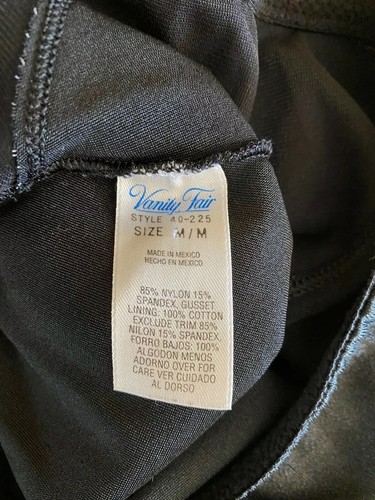 Vanity Fair
STYLE 40-225
SIZE M/M
MADE IN MEXICO
HECHO EN MEXICO
85% NYLON 15%
SPANDEX, GUSSET
LINING: 100% COTTON
EXCLUDE TRIM 85%
NILON 15% SPANDEX,
FORRO BAJOS: 100%
ALGODON MENOS
ADORNO OVER FOR
CARE VER CUIDADO
AL DORSO